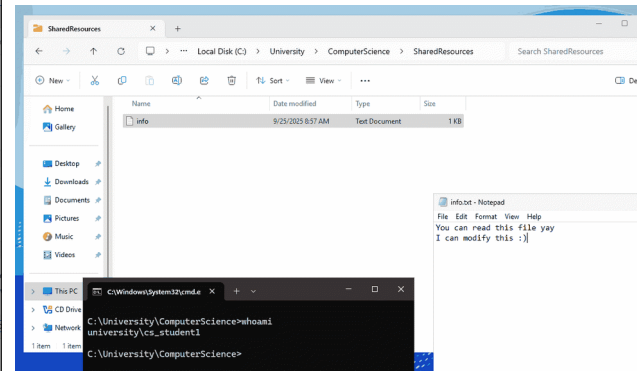 SharedResources
Local Disk (C:) > University > ComputerScience > SharedResources
Search SharedResources
New
Sort
View
De
Home
Gallery
Desktop
Downloads
Documents
Pictures
Music
Videos
This PC
CD Drive
Network
1 item 1 item
Name Date modified Type Size
info 9/25/2025 8:57 AM Text Document 1 KB
info.txt - Notepad
File Edit Format View Help
You can read this file yay
I can modify this :)
C:\Windows\System32\cmd.e
C:\University\ComputerScience>whoami
university\cs_student1
C:\University\ComputerScience>